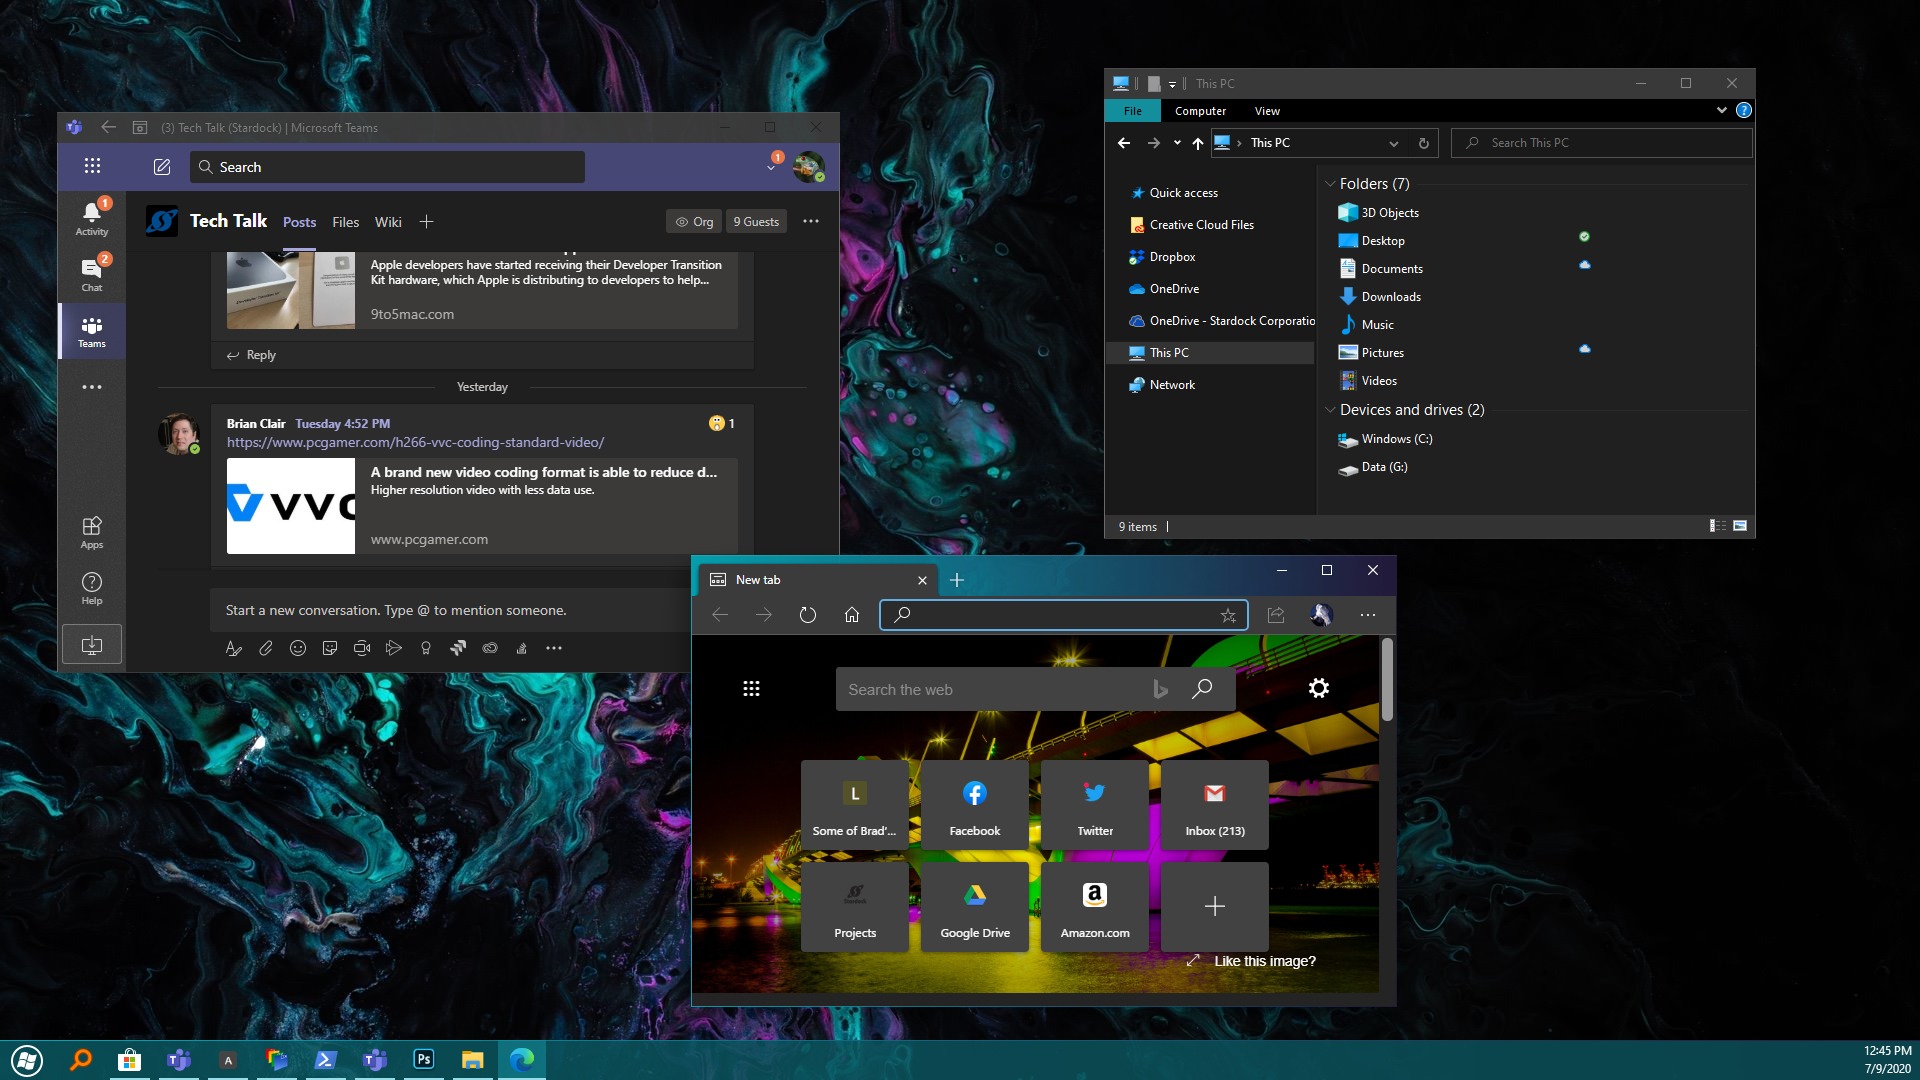 (3) Tech Talk (Stardock) | Microsoft Teams
Search
1
1
Activity
2
Chat
Teams
Apps
Help
Tech Talk
Posts
Files
Wiki
Org
9 Guests
Apple developers have started receiving their Developer Transition
Kit hardware, which Apple is distributing to developers to help...
9to5mac.com
Reply
Yesterday
Brian Clair Tuesday 4:52 PM
1
https://www.pcgamer.com/h266-vvc-coding-standard-video/
VVC
A brand new video coding format is able to reduce d...
Higher resolution video with less data use.
www.pcgamer.com
Start a new conversation. Type @ to mention someone.
This PC
File
Computer
View
This PC
Search This PC
Quick access
Creative Cloud Files
Dropbox
OneDrive
OneDrive - Stardock Corporatio
This PC
Network
Folders (7)
3D Objects
Desktop
Documents
Downloads
Music
Pictures
Videos
Devices and drives (2)
Windows (C:)
Data (G:)
9 items
New tab
Search the web
L
Some of Brad'...
Facebook
Twitter
Inbox (213)
Stardock
Projects
Google Drive
a
Amazon.com
Like this image?
T
A
T
Ps
12:45 PM
7/9/2020